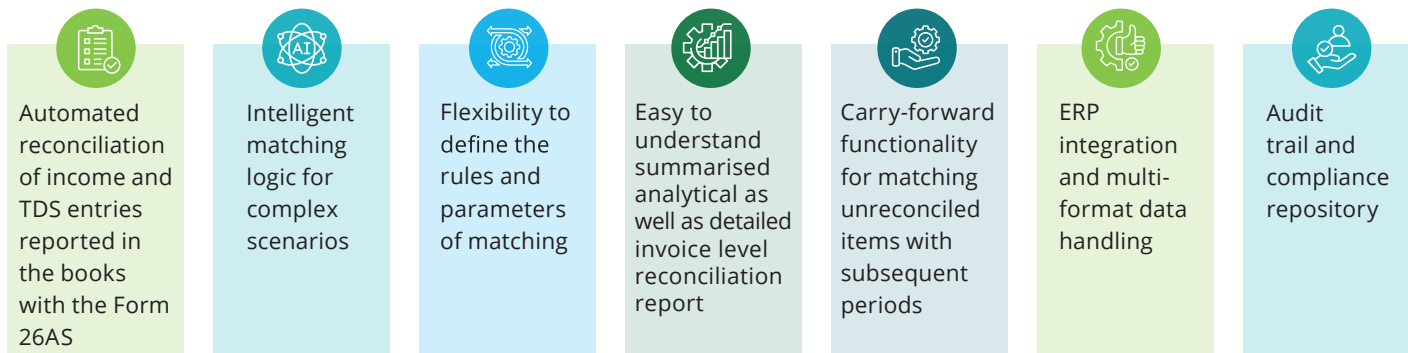 Automated
reconciliation
of income and
TDS entries
reported in
the books
with the Form
26AS
AI
Intelligent
matching
logic for
complex
scenarios
Flexibility to
define the
rules and
parameters
of matching
Easy to
understand
summarised
analytical as
well as detailed
invoice level
reconciliation
report
Carry-forward
functionality
for matching
unreconciled
items with
subsequent
periods
ERP
integration
and multi-
format data
handling
Audit
trail and
compliance
repository